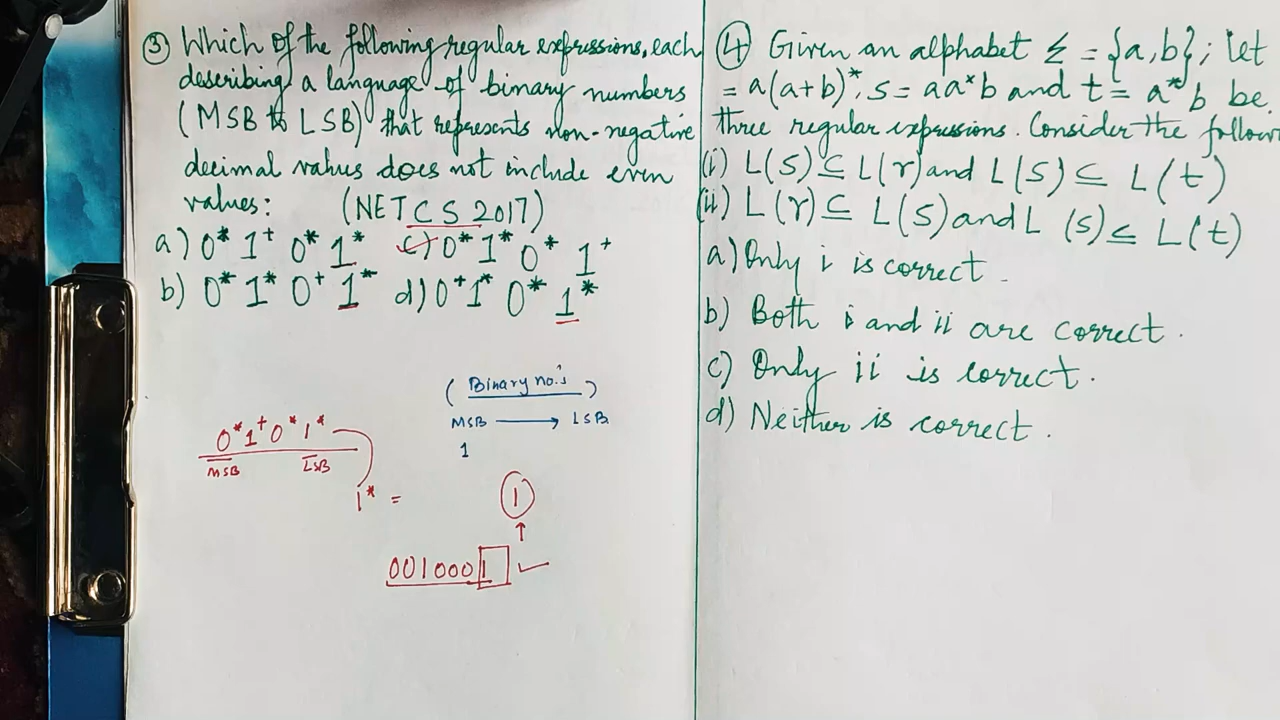 ③ Which of the following regular expressions, each
describing a language of binary numbers
(MSB to LSB) that represents non-negative
decimal values does not include even
values: (NET CS 2017)
a) 0* 1+ 0* 1* c) 0* 1* 0* 1+
b) 0* 1* 0+ 1* d) 0+ 1* 0* 1*
(Binary no.'s)
MSB → LSB
1
0* 1+ 0* 1*
MSB LSB
1* = 1
↑
0010001 ✓
④ Given an alphabet Σ = {a,b}; let
= a(a+b)*, s = aa*b and t = a*b be
three regular expressions. Consider the
(i) L(S) ⊆ L(r) and L(S) ⊆ L(t)
(ii) L(r) ⊆ L(S) and L(s) ⊆ L(t)
a) Only i is correct.
b) Both i and ii are correct.
c) Only ii is correct.
d) Neither is correct.